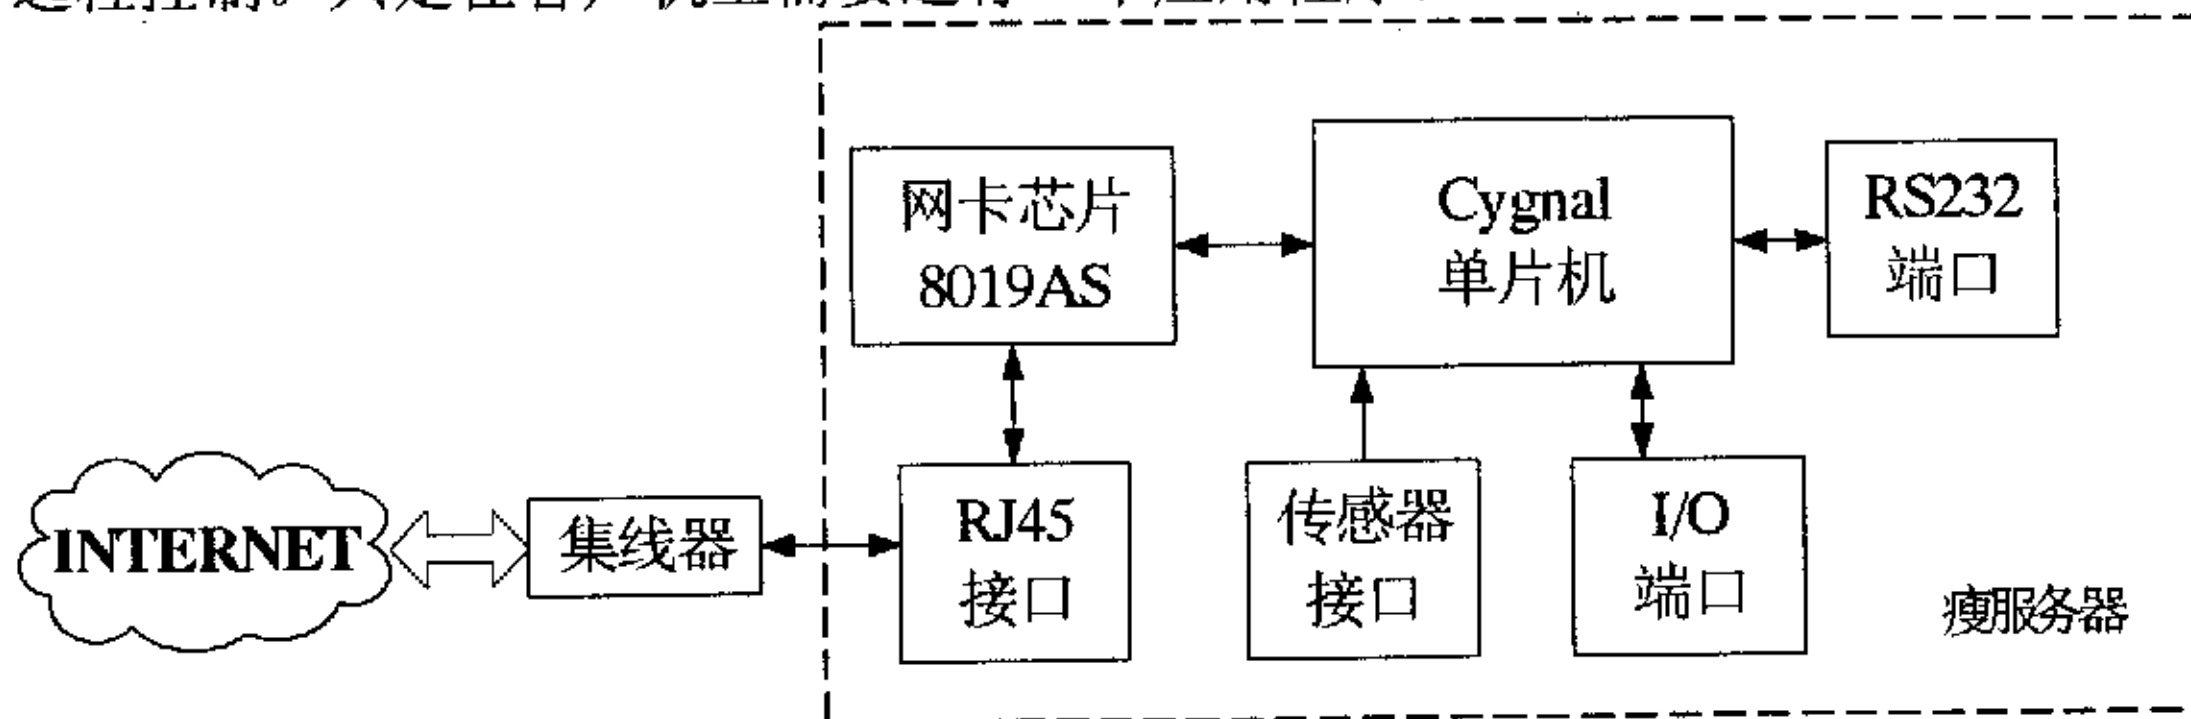 网卡芯片
8019AS
Cygnal
单片机
RS232
端口
INTERNET
集线器
RJ45
接口
传感器
接口
I/O
端口
瘦服务器